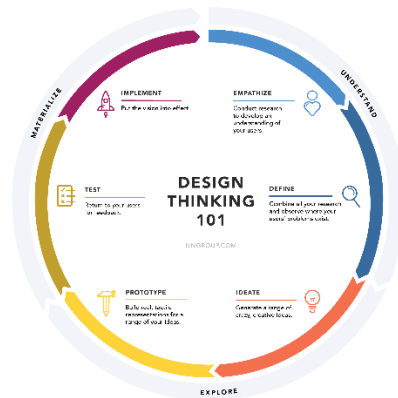 DESIGN
THINKING
101
NNGROUP.COM
UNDERSTAND
EMPATHIZE
Conduct research
to develop an
understanding of
your users.
DEFINE
Combine all your research
and observe where your
users' problems exist.
EXPLORE
IDEATE
Generate a range of
crazy, creative ideas.
PROTOTYPE
Build real, tactile
representations for a
range of your ideas.
MATERIALIZE
TEST
Return to your users
for feedback.
IMPLEMENT
Put the vision into effect.